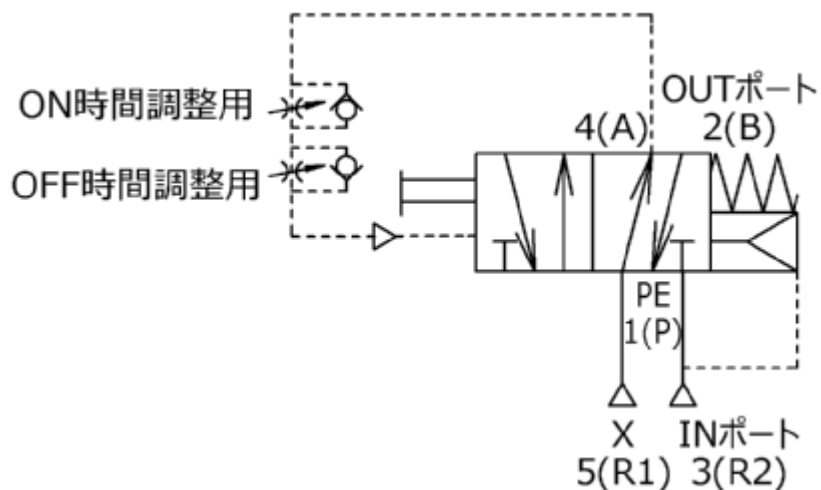 ON時間調整用
OFF時間調整用
OUTポート
4(A)
2(B)
PE
1(P)
X
INポート
5(R1)
3(R2)